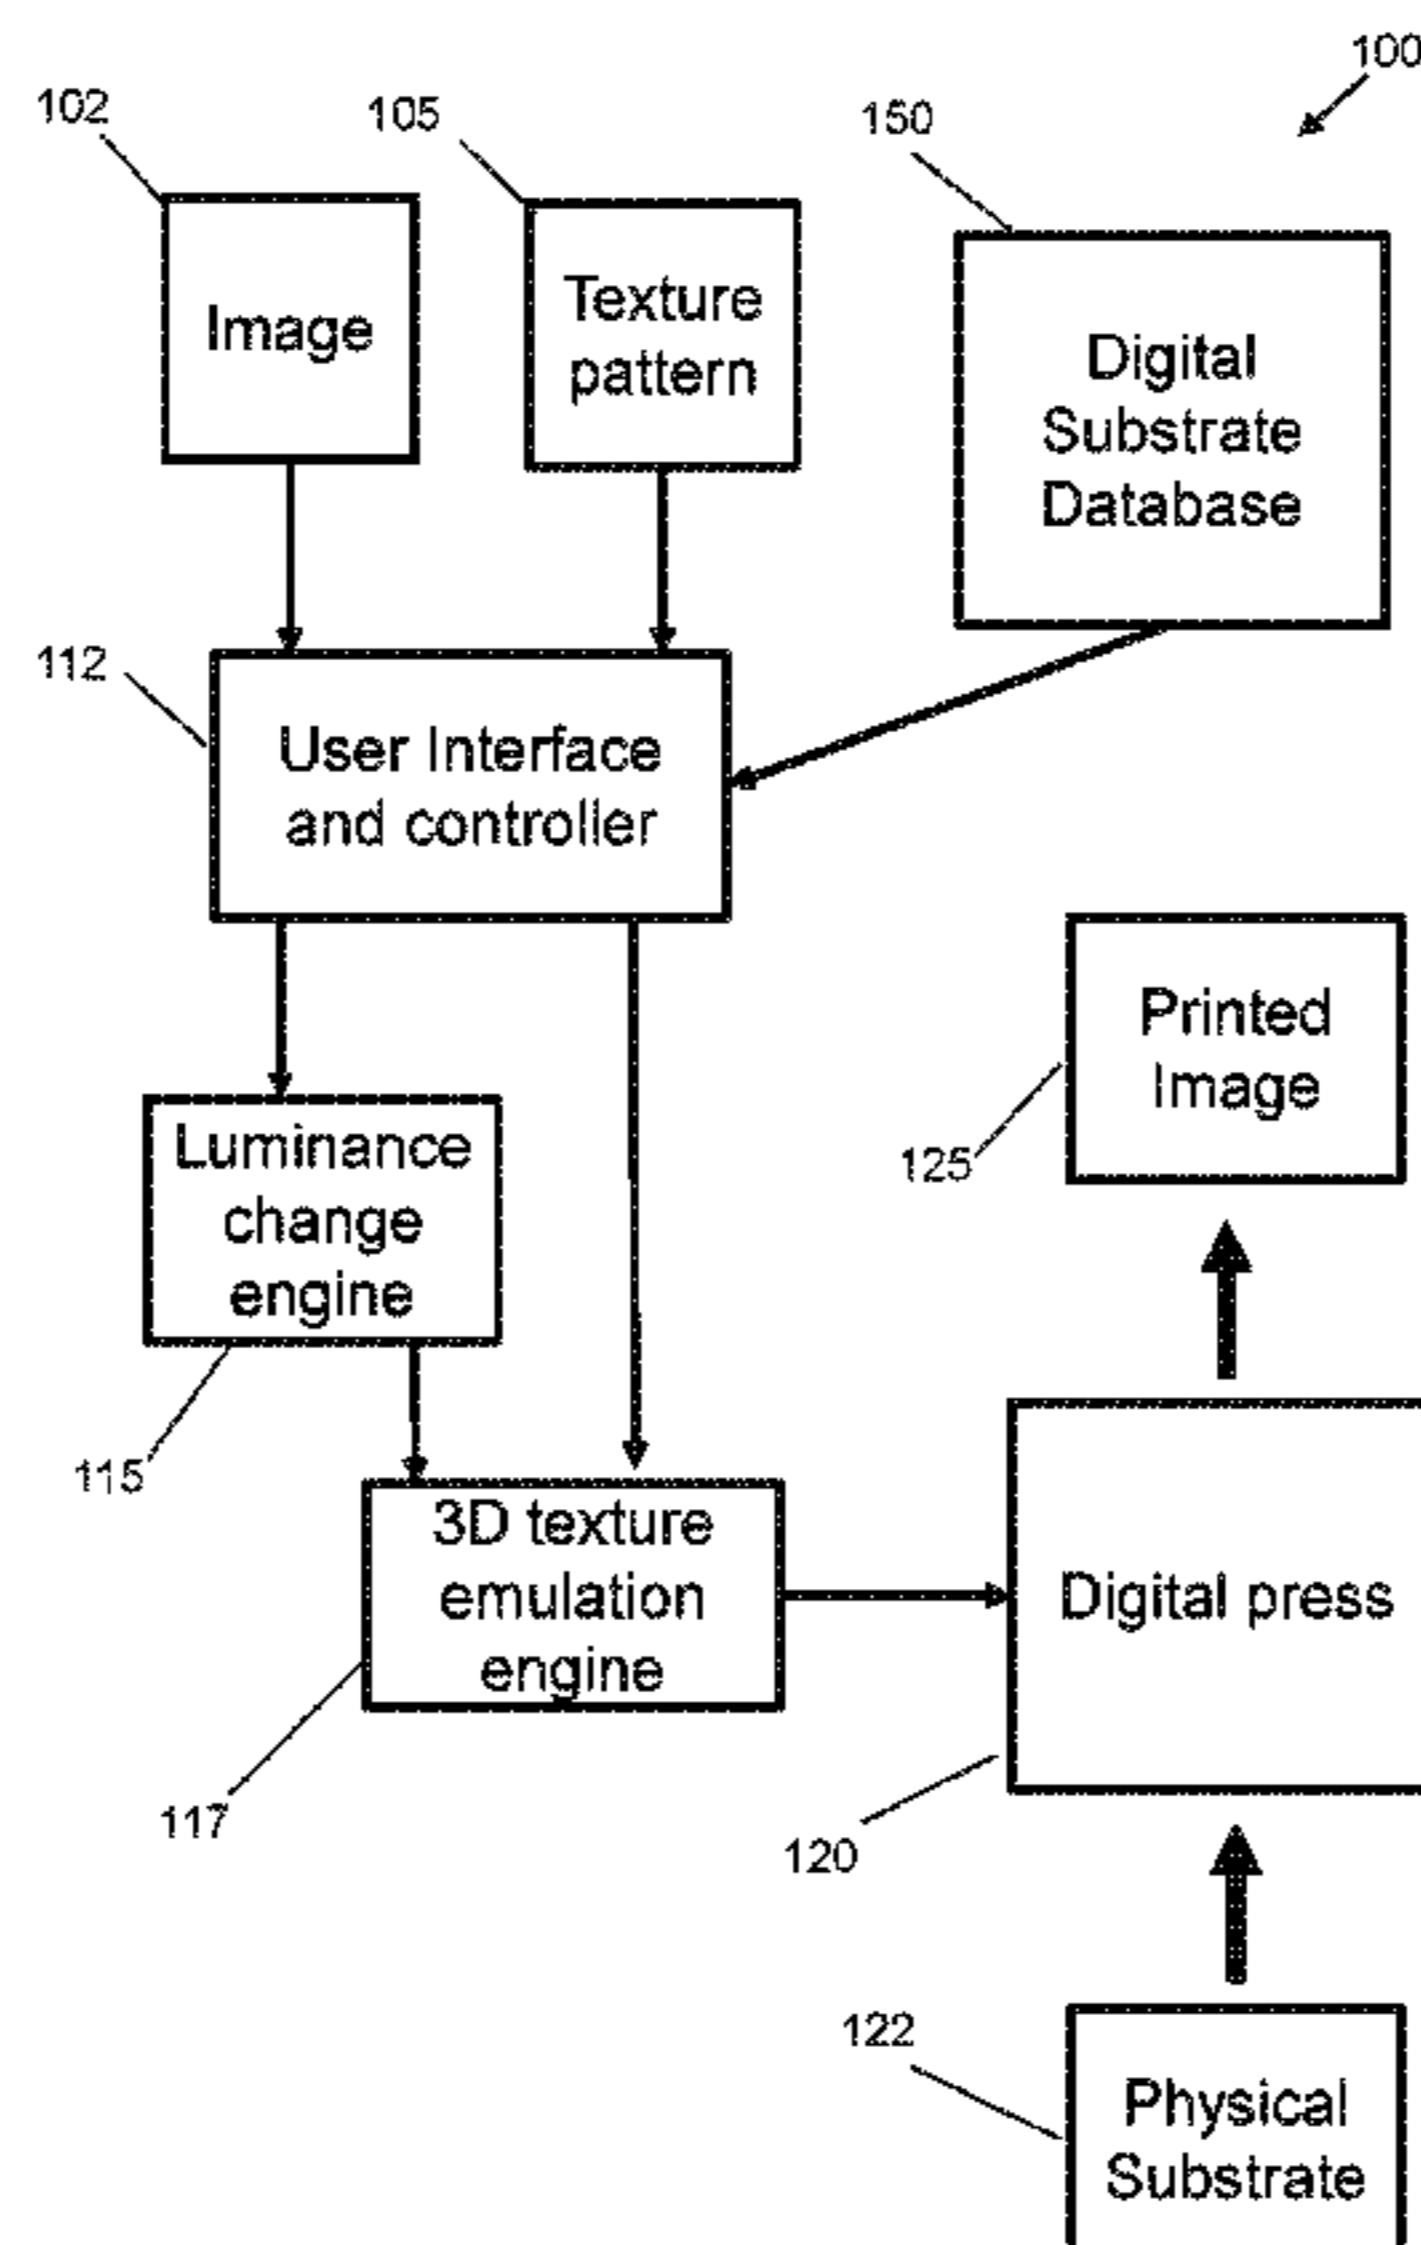 100
102
105
150
Image
Texture
pattern
Digital
Substrate
Database
112
User Interface
and controller
Printed
Image
125
Luminance
change
engine
115
3D texture
emulation
engine
117
Digital press
120
122
Physical
Substrate